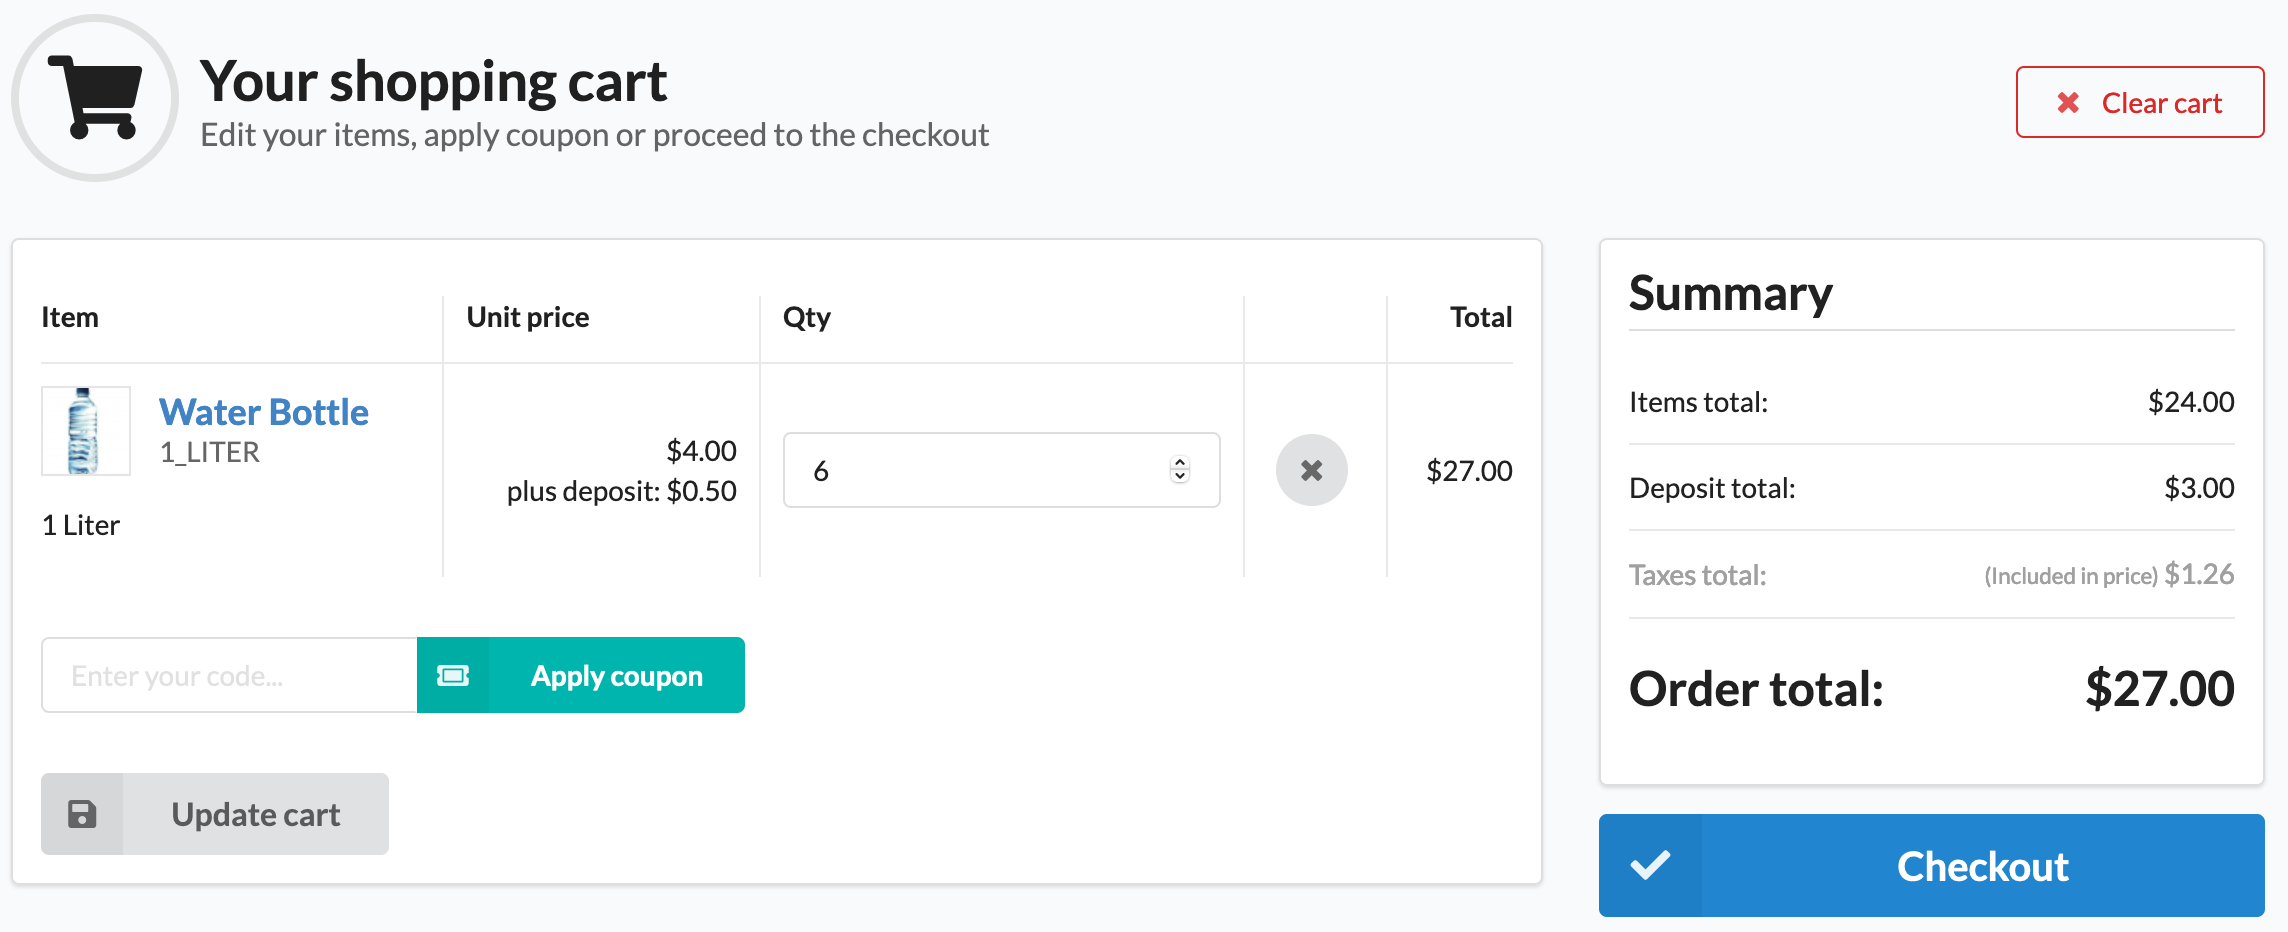 Your shopping cart
Edit your items, apply coupon or proceed to the checkout
Clear cart
Item
Unit price
Qty
Total
Water Bottle
1_LITER
1 Liter
$4.00
plus deposit: $0.50
6
$27.00
Enter your code...
Apply coupon
Update cart
Summary
Items total: $24.00
Deposit total: $3.00
Taxes total: (Included in price) $1.26
Order total: $27.00
Checkout